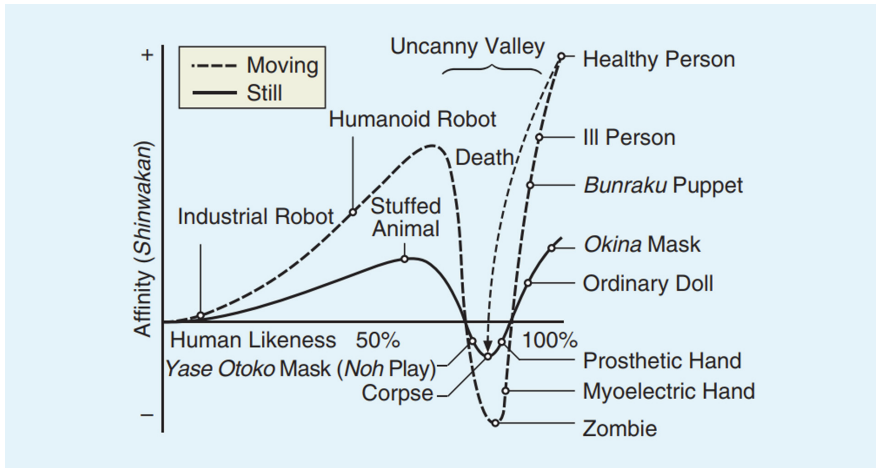 Uncanny Valley
+
Moving
Still
Healthy Person
Humanoid Robot
Ill Person
Death
Bunraku Puppet
Industrial Robot
Stuffed
Animal
Okina Mask
Ordinary Doll
Affinity (Shinwakan)
Human Likeness 50%
100%
Yase Otoko Mask (Noh Play)
Prosthetic Hand
Corpse
Myoelectric Hand
–
Zombie